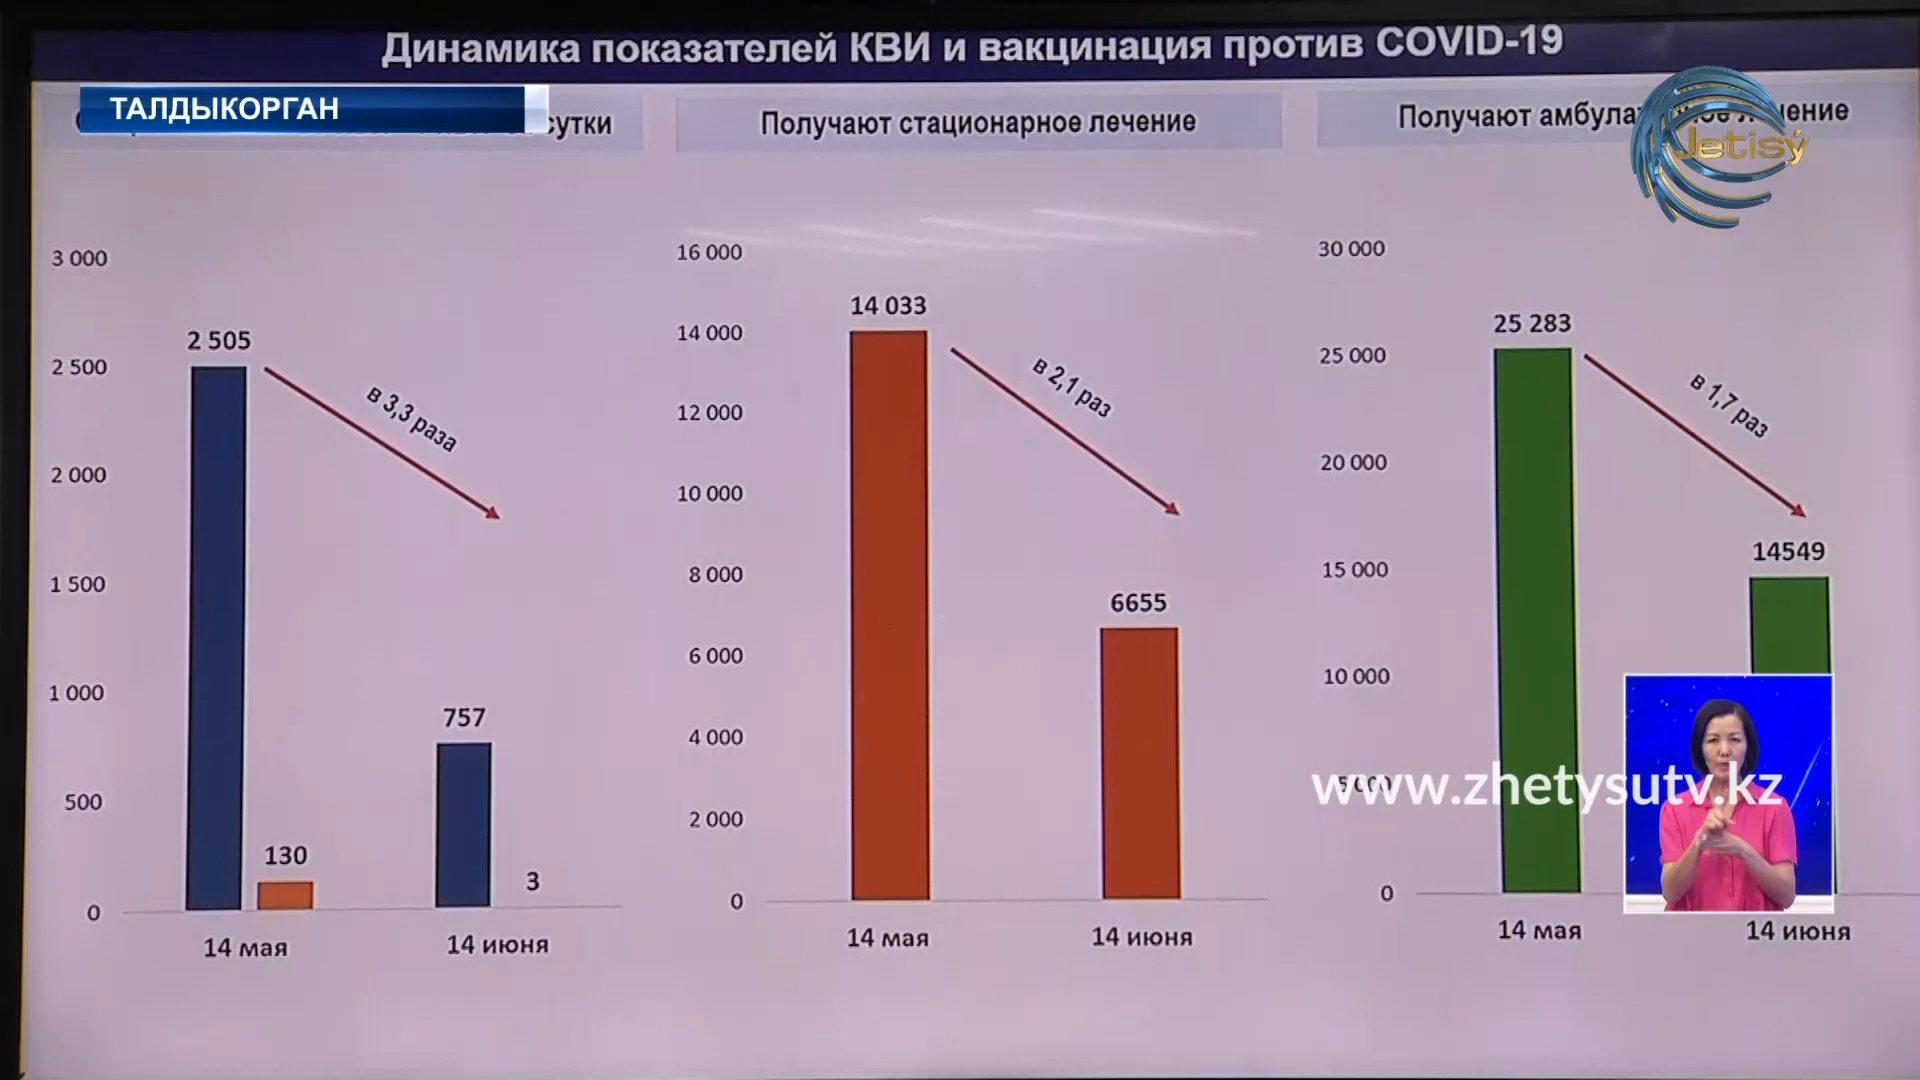 Динамика показателей КВИ и вакцинация против COVID-19
ТАЛДЫКОРГАН
сутки
Получают стационарное лечение
Получают лечение
Jetisý
3 000
2 500
2 000
1 500
1 000
500
0
2 505
130
757
3
в 3,3 раза
14 мая
14 июня
16 000
14 000
12 000
10 000
8 000
6 000
4 000
2 000
0
14 033
6655
в 2,1 раз
14 мая
14 июня
30 000
25 000
20 000
15 000
10 000
5 000
0
25 283
14549
в 1,7 раз
14 мая
14 июня
www.zhetysutv.kz